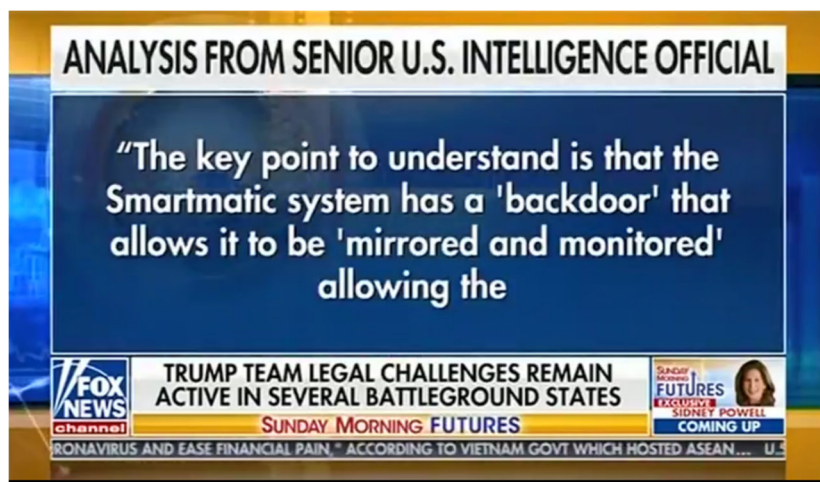 ANALYSIS FROM SENIOR U.S. INTELLIGENCE OFFICIAL
“The key point to understand is that the
Smartmatic system has a 'backdoor' that
allows it to be 'mirrored and monitored'
allowing the
FOX
NEWS
channel
TRUMP TEAM LEGAL CHALLENGES REMAIN
ACTIVE IN SEVERAL BATTLEGROUND STATES
SUNDAY MORNING FUTURES
SUNDAY
MORNING
FUTURES
EXCLUSIVE
SIDNEY POWELL
COMING UP
RONAVIRUS AND EASE FINANCIAL PAIN," ACCORDING TO VIETNAM GOVT WHICH HOSTED ASEAN... U.S